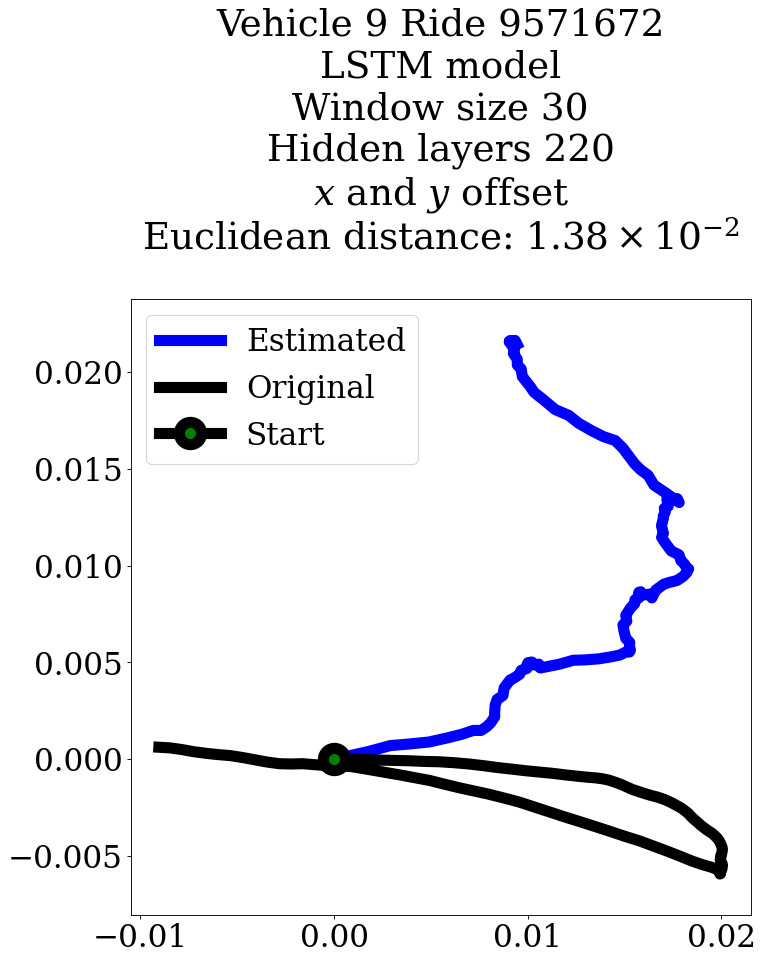 Vehicle 9 Ride 9571672
LSTM model
Window size 30
Hidden layers 220
x and y offset
Euclidean distance: 1.38 × 10⁻²
Estimated
Original
Start
0.020
0.015
0.010
0.005
0.000
−0.005
−0.01 0.00 0.01 0.02